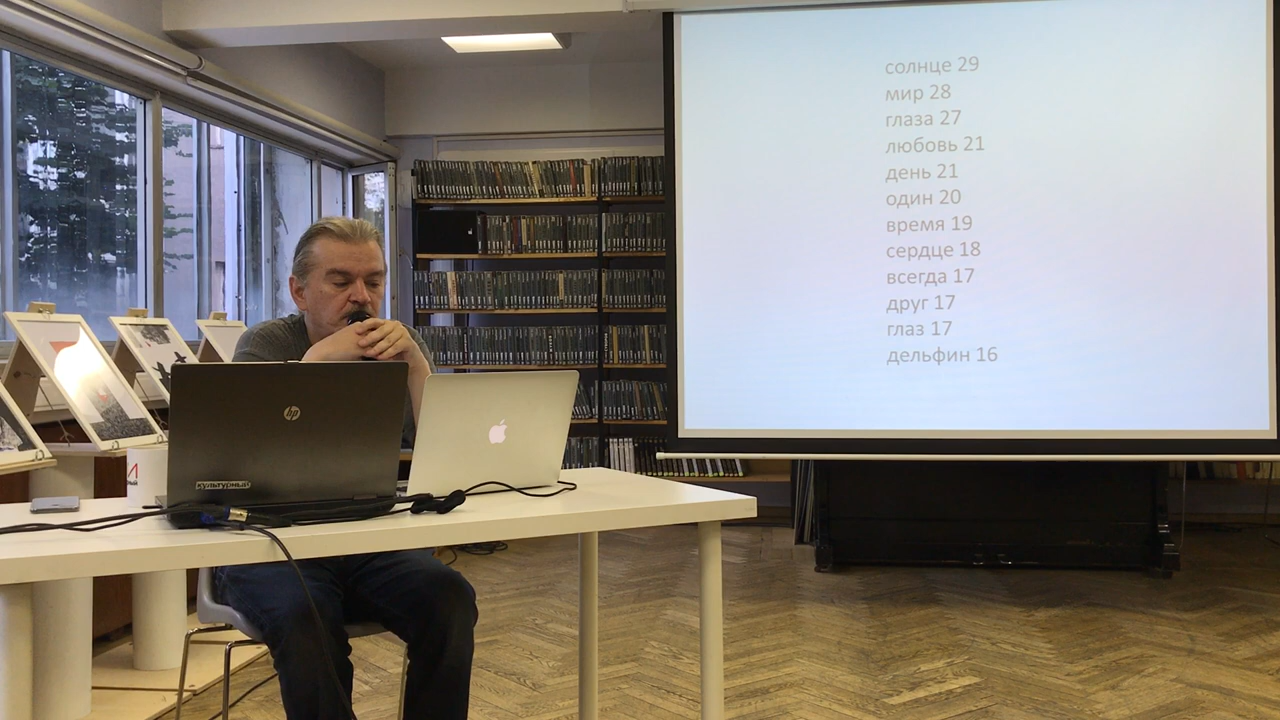 солнце 29
мир 28
глаза 27
любовь 21
день 21
один 20
время 19
сердце 18
всегда 17
друг 17
глаз 17
дельфин 16
hp
культурный